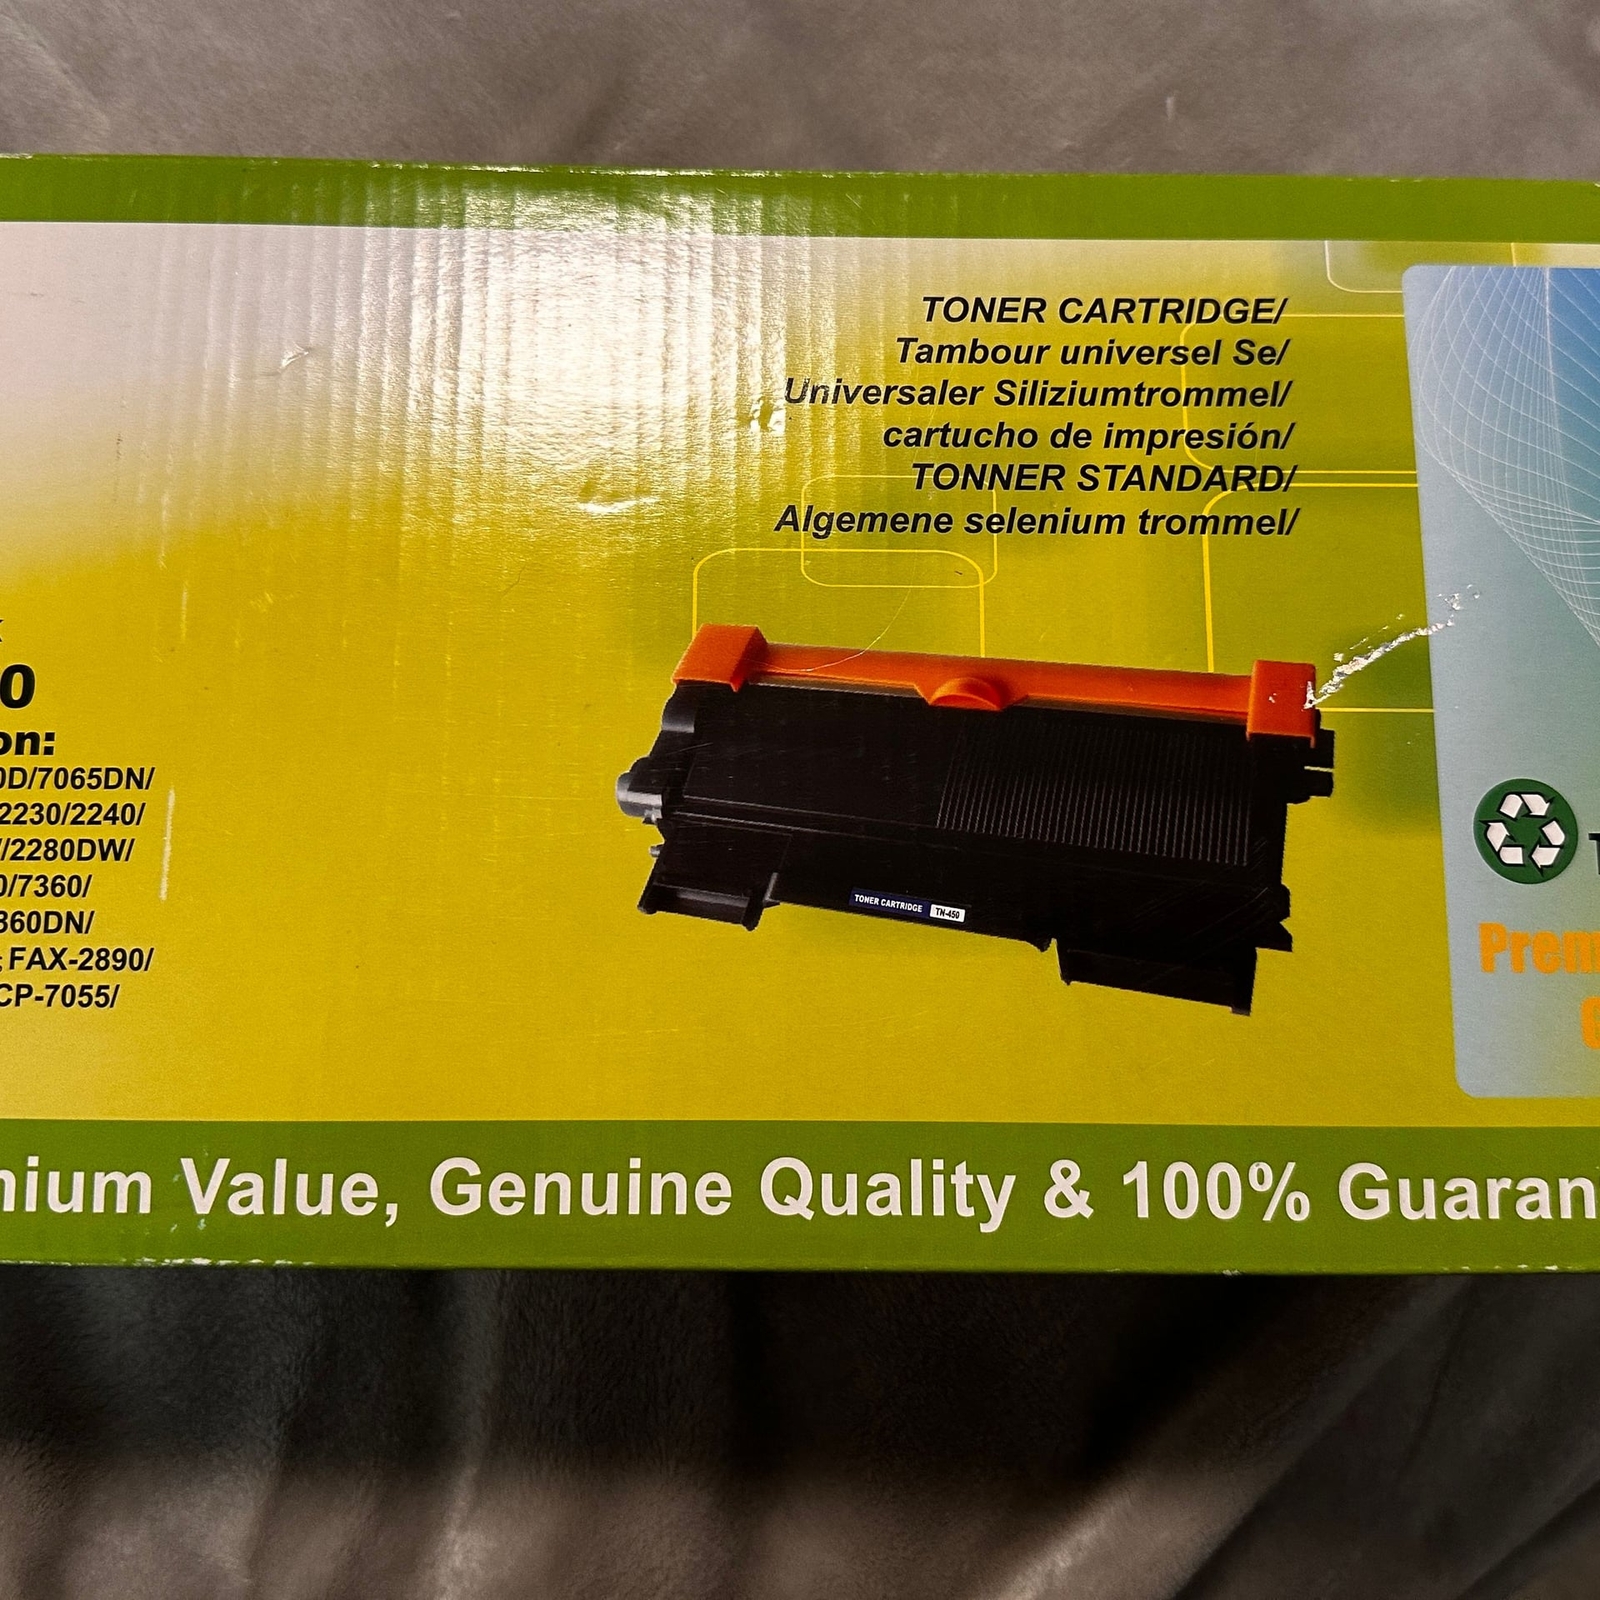 TONER CARTRIDGE/
Tambour universel Se/
Universaler Siliziumtrommel/
cartucho de impresión/
TONNER STANDARD/
Algemene selenium trommel/
0
on:
0D/7065DN/
2230/2240/
/2280DW/
0/7360/
860DN/
; FAX-2890/
CP-7055/
TONER CARTRIDGE TN-450
Prem
nium Value, Genuine Quality & 100% Guaran